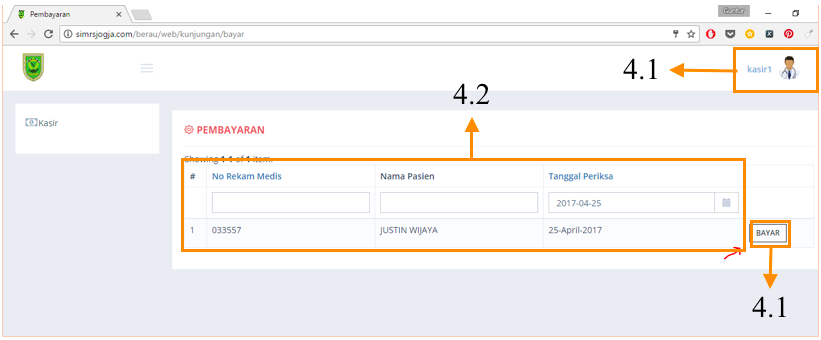 Pembayaran
Guntur
simrsjogja.com/berau/web/kunjungan/bayar
4.1
kasir1
4.2
Kasir
PEMBAYARAN
Showing 1-1 of 1 item.
# No Rekam Medis Nama Pasien Tanggal Periksa
2017-04-25
1 033557 JUSTIN WIJAYA 25-April-2017 BAYAR
4.1